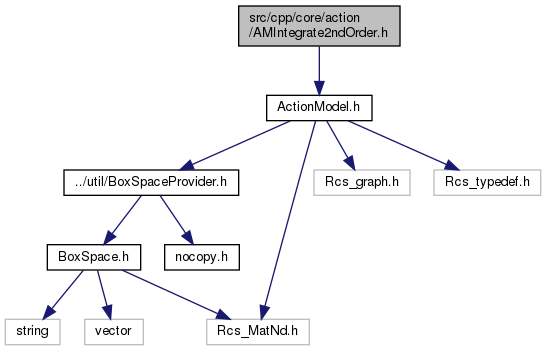 src/cpp/core/action
/AMIntegrate2ndOrder.h
ActionModel.h
../util/BoxSpaceProvider.h
Rcs_graph.h
Rcs_typedef.h
BoxSpace.h
nocopy.h
string
vector
Rcs_MatNd.h